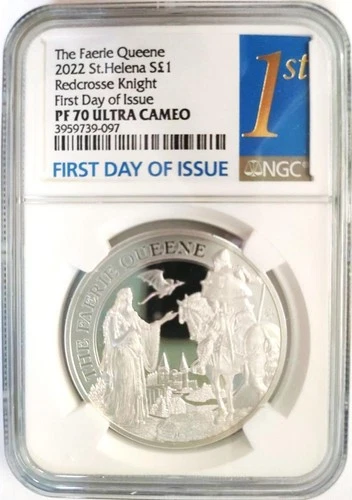 The Faerie Queene
2022 St.Helena S£1
Redcrosse Knight
First Day of Issue
PF 70 ULTRA CAMEO
3959739-097
1st
NGC®
FIRST DAY OF ISSUE
THE FAERIE QUEENE